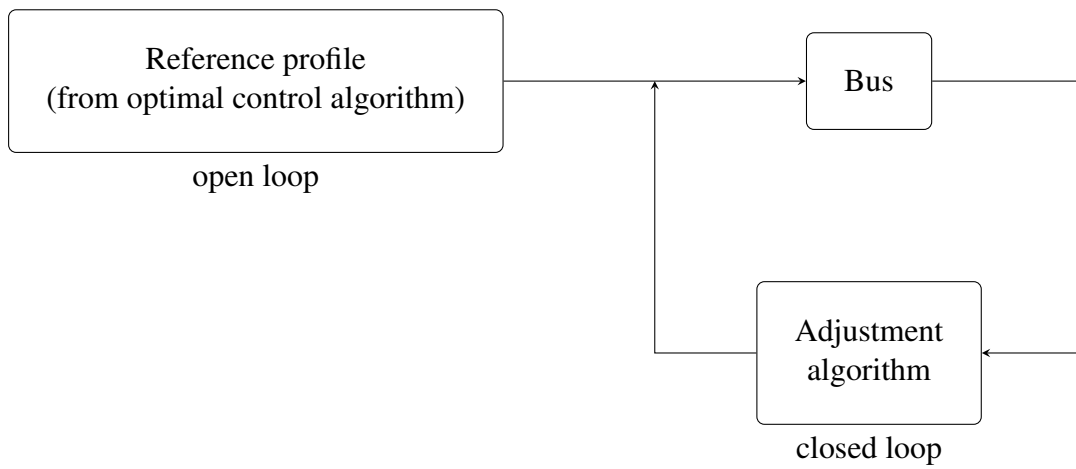 Reference profile
(from optimal control algorithm)
Bus
open loop
Adjustment
algorithm
closed loop